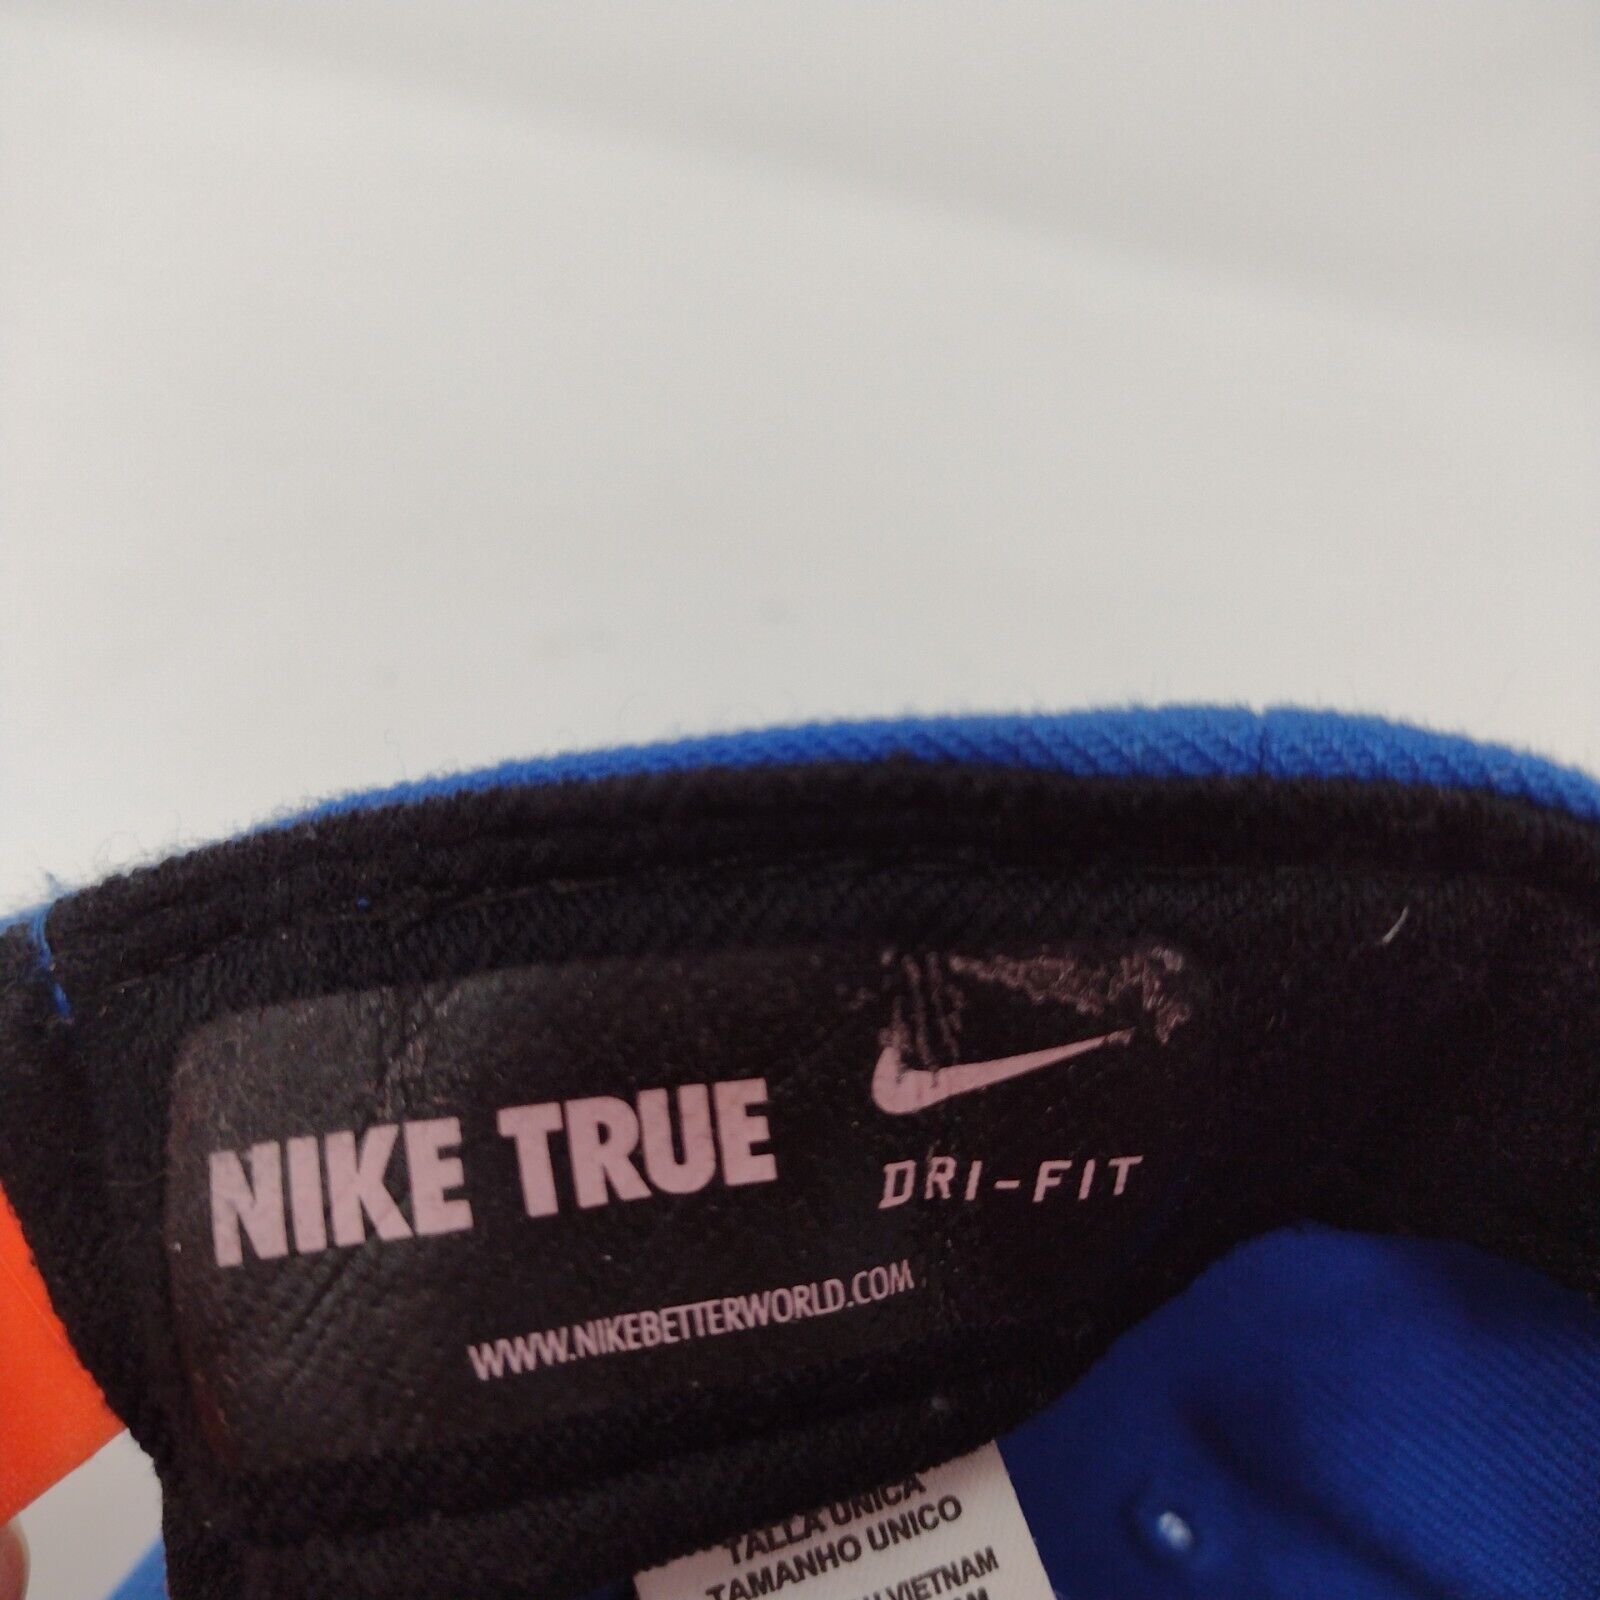 NIKE TRUE
DRI-FIT
WWW.NIKEBETTERWORLD.COM
TALLA UNICA
TAMANHO UNICO
VIETNAM